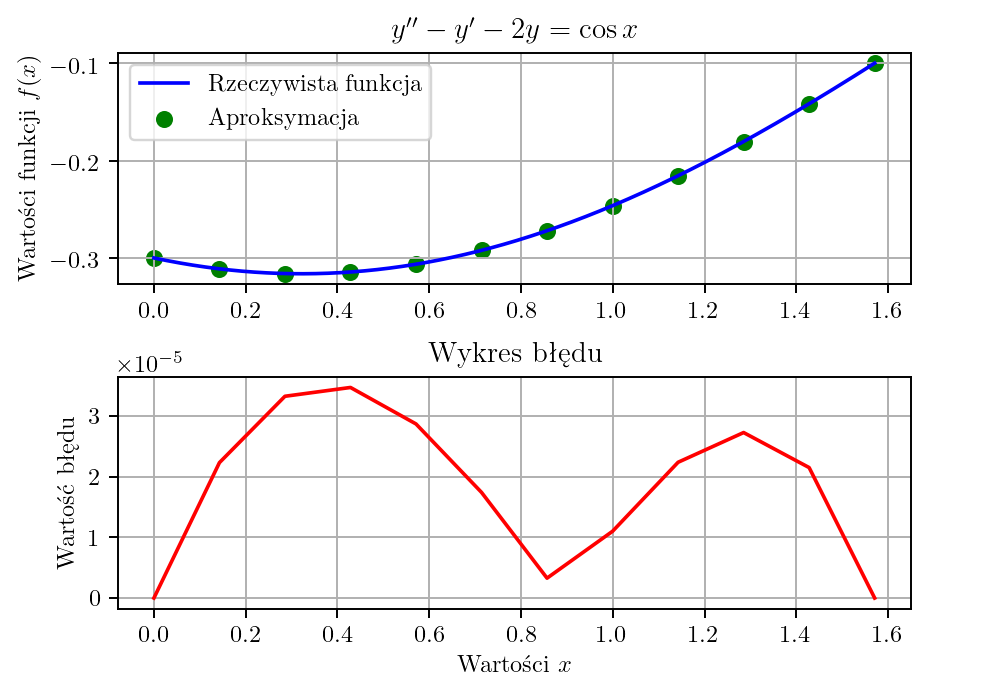 y′′ − y′ − 2y = cos x
Wartości funkcji f(x)
−0.1
−0.2
−0.3
Rzeczywista funkcja
Aproksymacja
0.0 0.2 0.4 0.6 0.8 1.0 1.2 1.4 1.6
Wykres błędu
×10⁻⁵
Wartość błędu
3
2
1
0
0.0 0.2 0.4 0.6 0.8 1.0 1.2 1.4 1.6
Wartości x